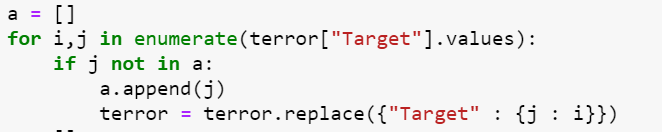 a = []
for i,j in enumerate(terror["Target"].values):
    if j not in a:
        a.append(j)
        terror = terror.replace({"Target" : {j : i}})